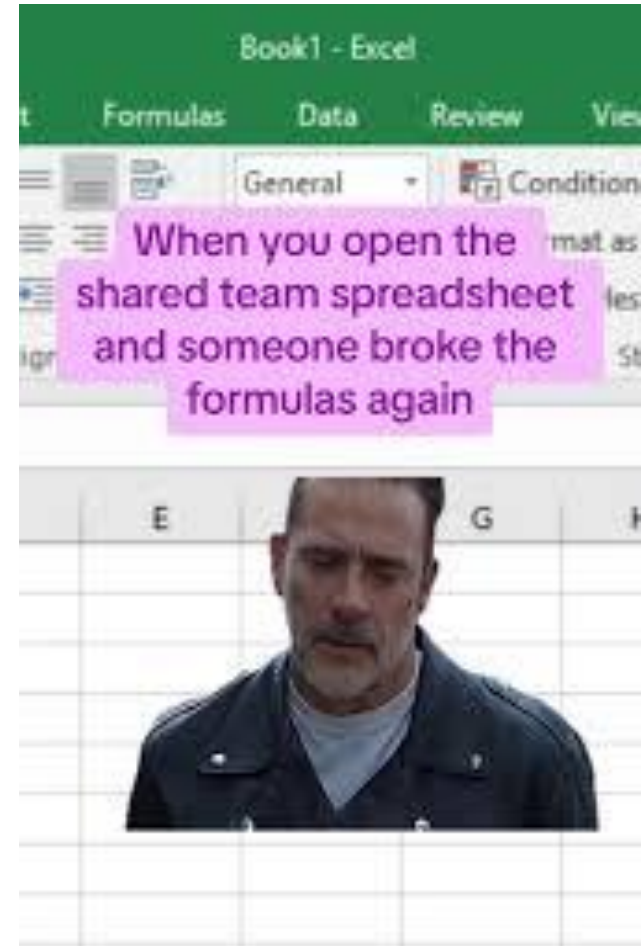 Book1 - Excel
Formulas Data Review
General Condition
When you open the
shared team spreadsheet
and someone broke the
formulas again
E G